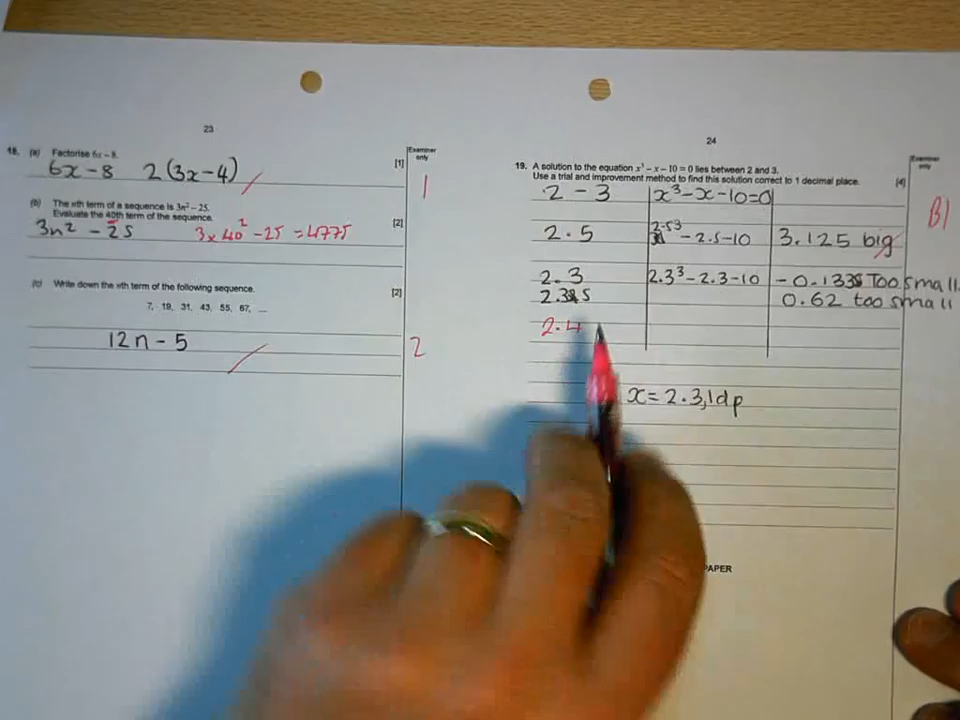 23
Examiner only
18. (a) Factorise 6x – 8. [1]
6x – 8 2(3x – 4)
1
(b) The nth term of a sequence is 3n² – 25.
Evaluate the 40th term of the sequence. [2]
3n² – 25 3 x 40² – 25 = 4775
(c) Write down the nth term of the following sequence. [2]
7, 19, 31, 43, 55, 67, ...
12n – 5
2
24
Examiner only
19. A solution to the equation x³ – x – 10 = 0 lies between 2 and 3.
Use a trial and improvement method to find this solution correct to 1 decimal place. [4]
2 – 3 x³ – x – 10 = 0
B1
2.5 2.5³ – 2.5 – 10 3.125 big
2.3 2.3³ – 2.3 – 10 – 0.133 Too small
0.62 too small
2.4
x = 2.3, 1dp
PAPER